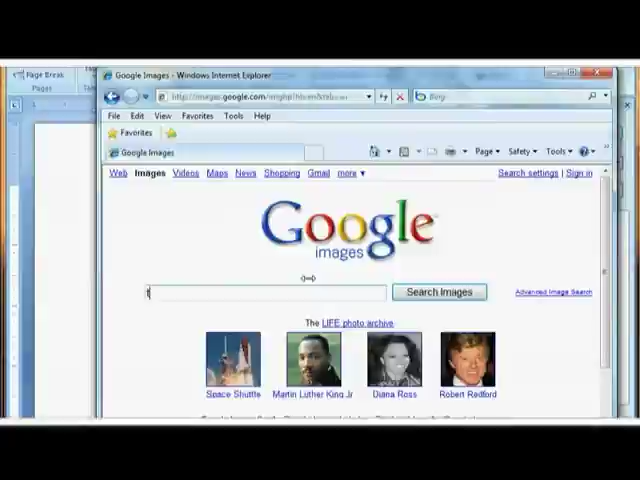 Page Break
Pages
Google Images - Windows Internet Explorer
Bing
File Edit View Favorites Tools Help
Favorites
Google Images
Page Safety Tools
Web Images Videos Maps News Shopping Gmail more Search settings | Sign in
Google
images
t Search Images Advanced Image Search
The LIFE photo archive
Space Shuttle Martin Luther King Jr Diana Ross Robert Redford